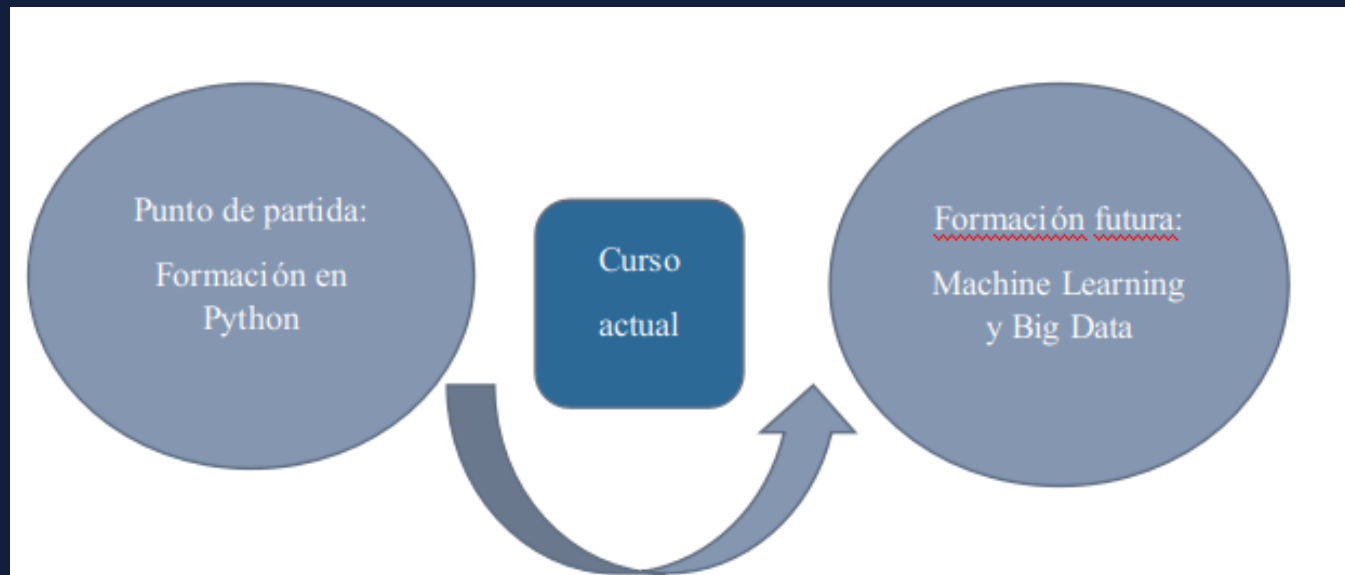 Punto de partida:
Formación en
Python
Curso
actual
Formación futura:
Machine Learning
y Big Data